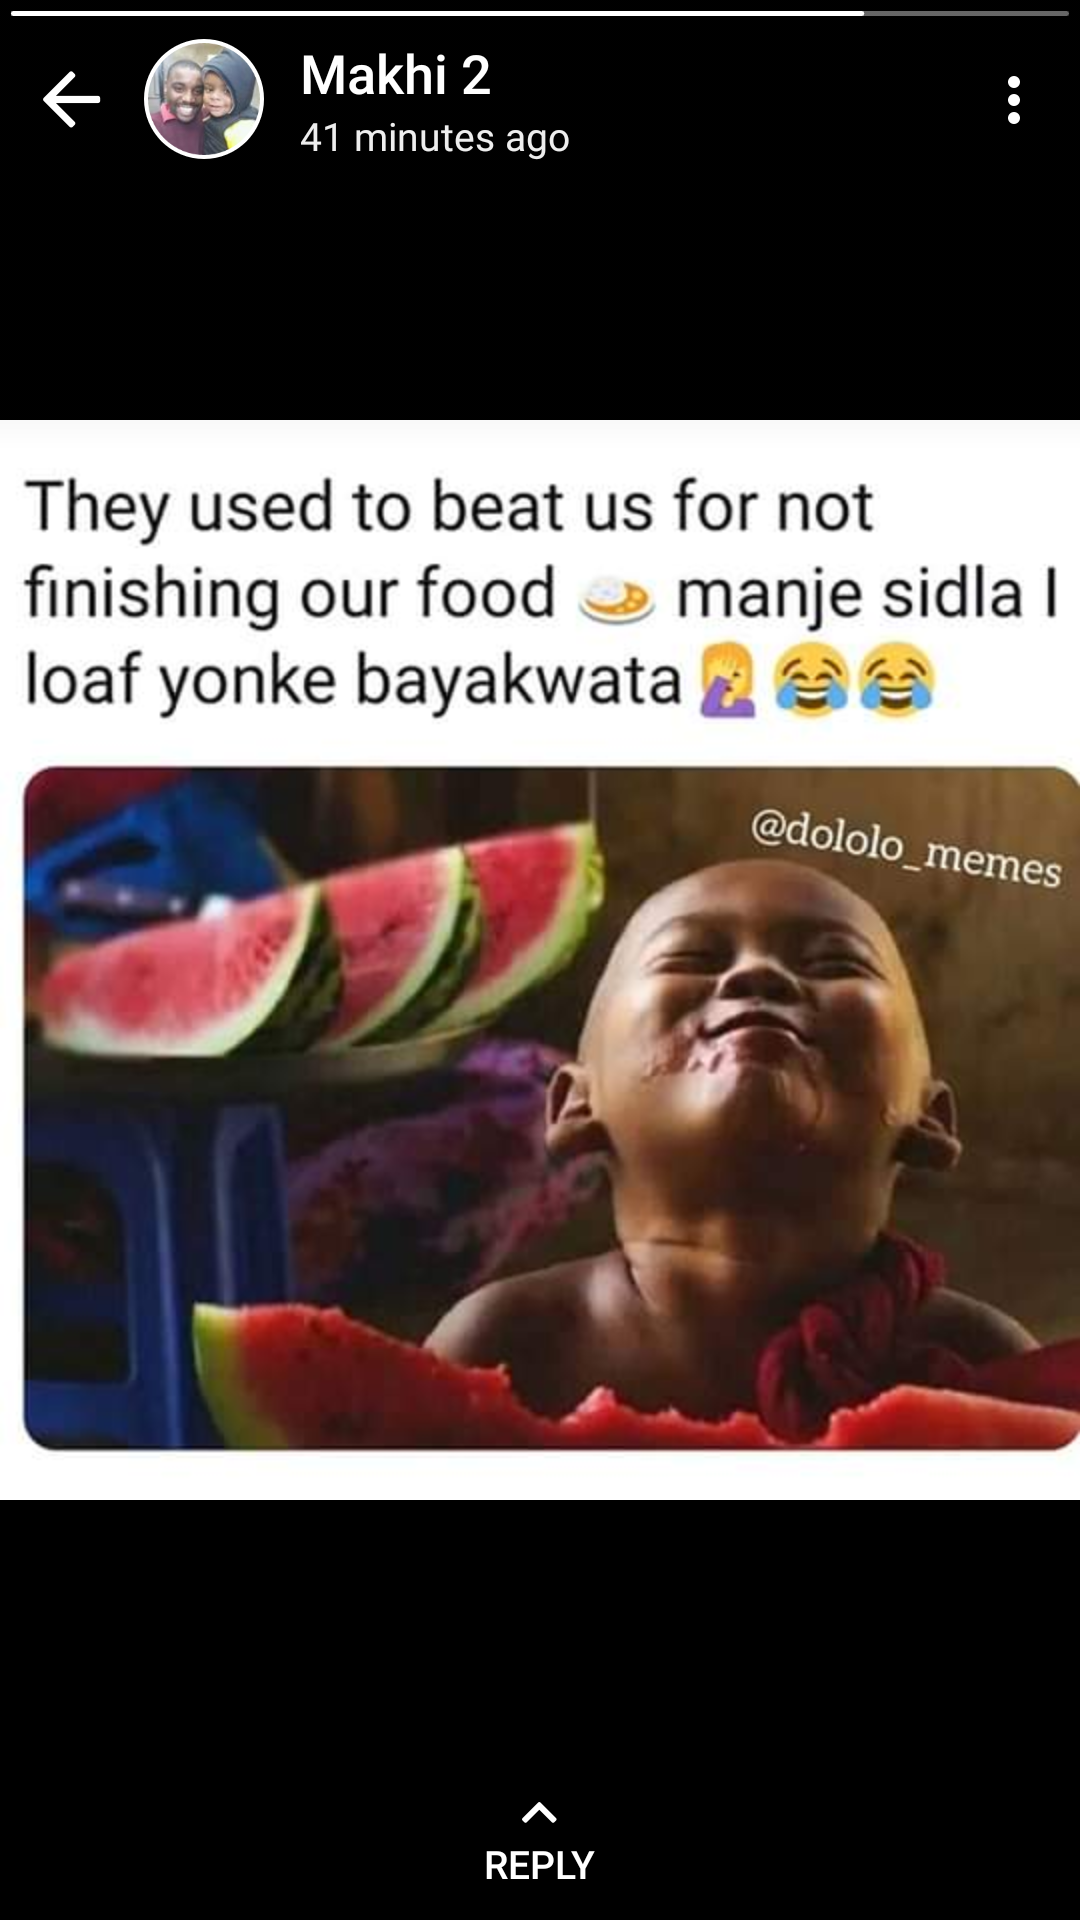 Makhi 2
41 minutes ago
They used to beat us for not
finishing our food 🍛 manje sidla I
loaf yonke bayakwata 🤦‍♀️😂😂
@dololo_memes
REPLY